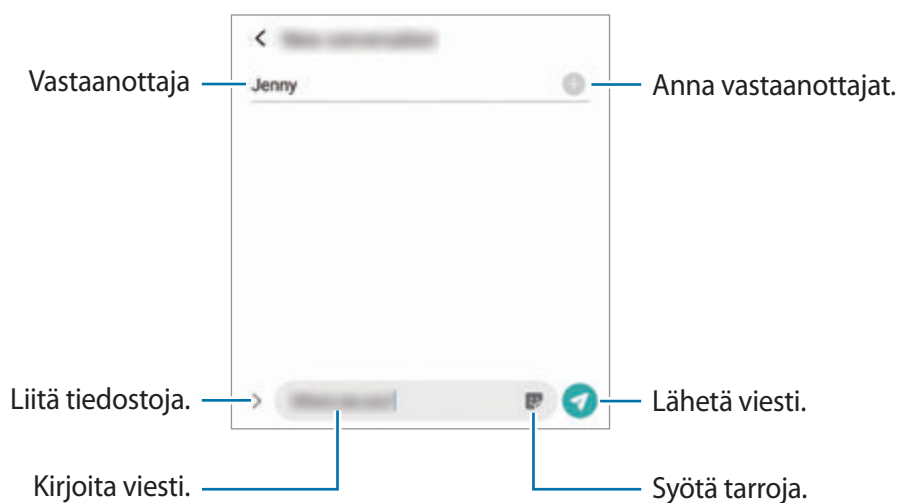 Vastaanottaja
Jenny
Anna vastaanottajat.
Liitä tiedostoja.
Lähetä viesti.
Kirjoita viesti.
Syötä tarroja.